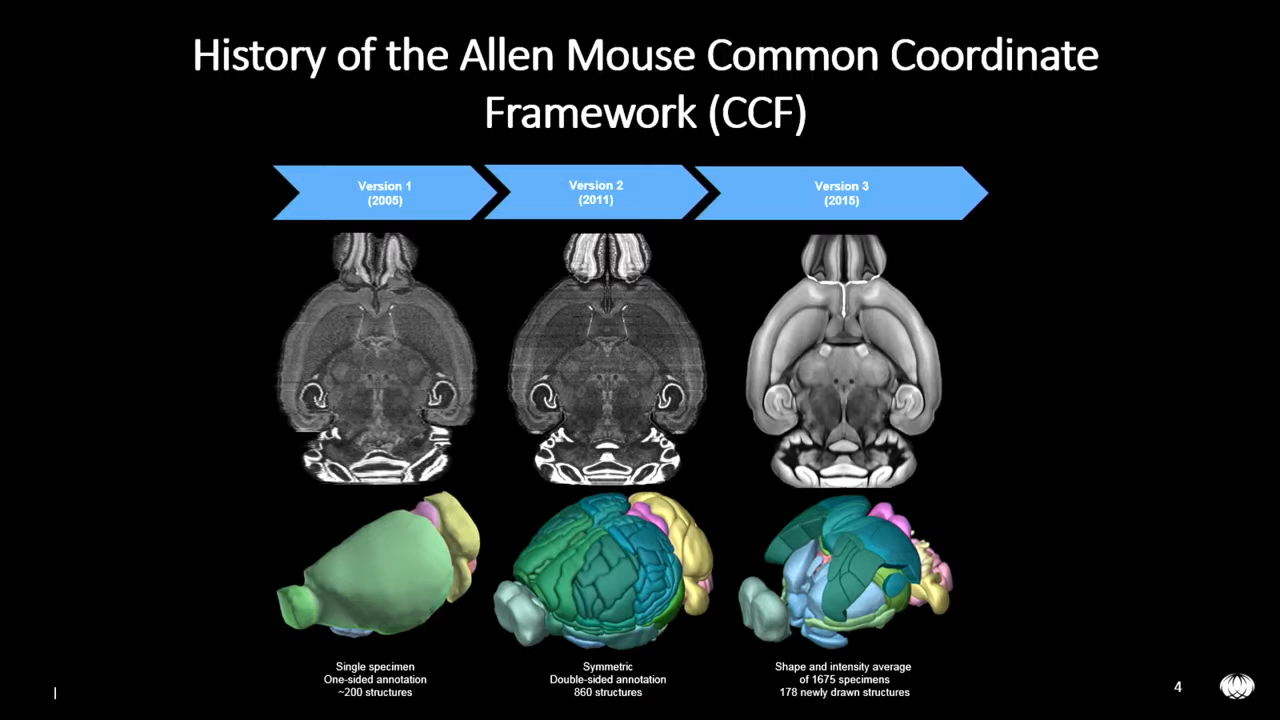 History of the Allen Mouse Common Coordinate
Framework (CCF)
Version 1
(2005)
Version 2
(2011)
Version 3
(2015)
Single specimen
One-sided annotation
~200 structures
Symmetric
Double-sided annotation
860 structures
Shape and intensity average
of 1675 specimens
178 newly drawn structures
|
4